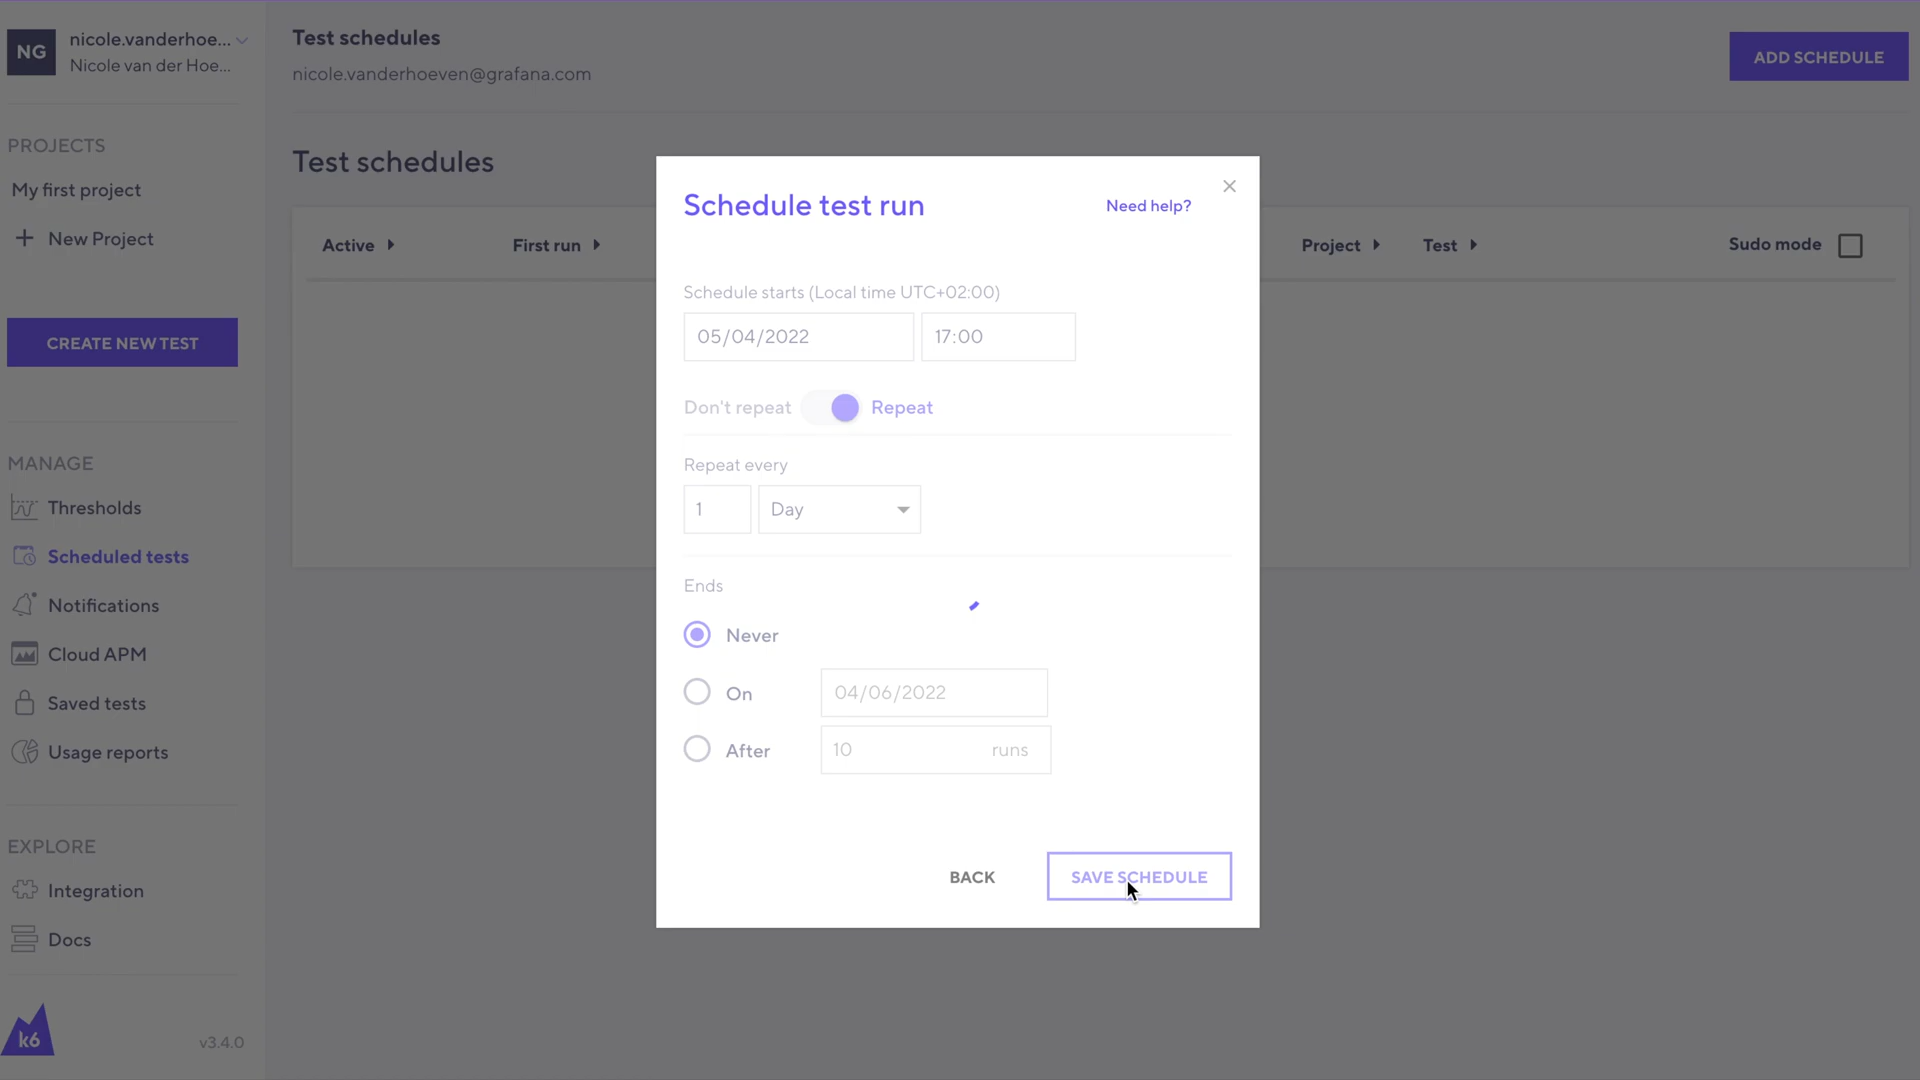 NG
nicole.vanderhoe...
Nicole van der Hoe...
PROJECTS
My first project
New Project
CREATE NEW TEST
MANAGE
Thresholds
Scheduled tests
Notifications
Cloud APM
Saved tests
Usage reports
EXPLORE
Integration
Docs
k6
v3.4.0
Test schedules
nicole.vanderhoeven@grafana.com
ADD SCHEDULE
Test schedules
Active
First run
Project
Test
Sudo mode
Schedule test run
Need help?
Schedule starts (Local time UTC+02:00)
05/04/2022
17:00
Don't repeat
Repeat
Repeat every
1
Day
Ends
Never
On
04/06/2022
After
10
runs
BACK
SAVE SCHEDULE